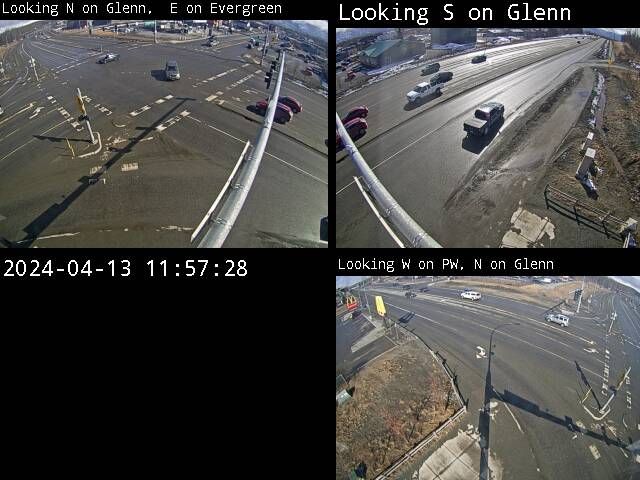 Looking N on Glenn, E on Evergreen
Looking S on Glenn
2024-04-13 11:57:28
Looking W on PW, N on Glenn